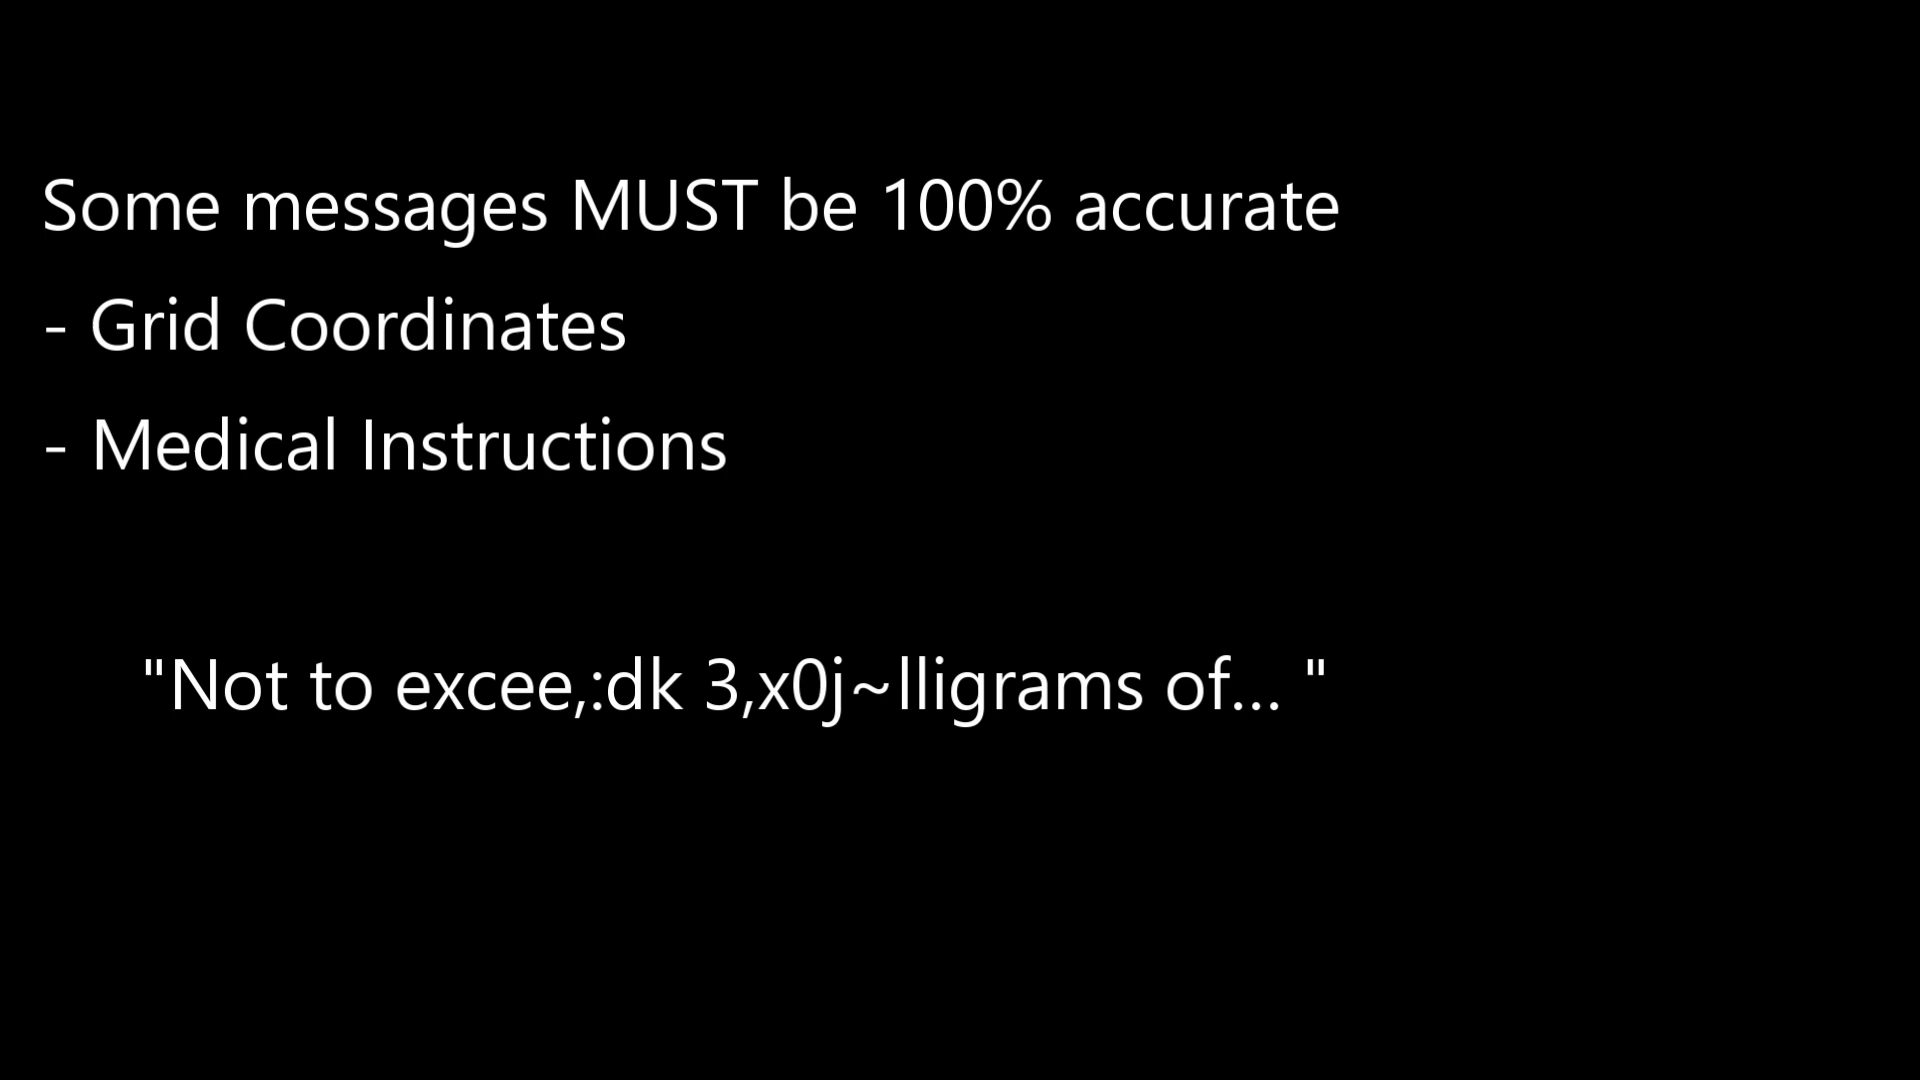 Some messages MUST be 100% accurate
- Grid Coordinates
- Medical Instructions
"Not to excee,:dk 3,x0j~lligrams of... "